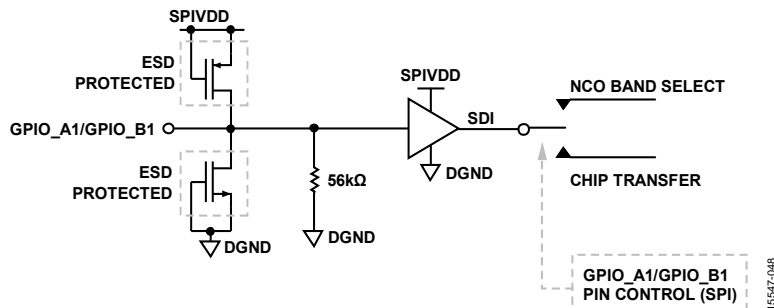 SPIVDD
ESD
PROTECTED
SPIVDD
NCO BAND SELECT
SDI
GPIO_A1/GPIO_B1
ESD
PROTECTED
56kΩ
DGND
CHIP TRANSFER
DGND
DGND
GPIO_A1/GPIO_B1
PIN CONTROL (SPI)